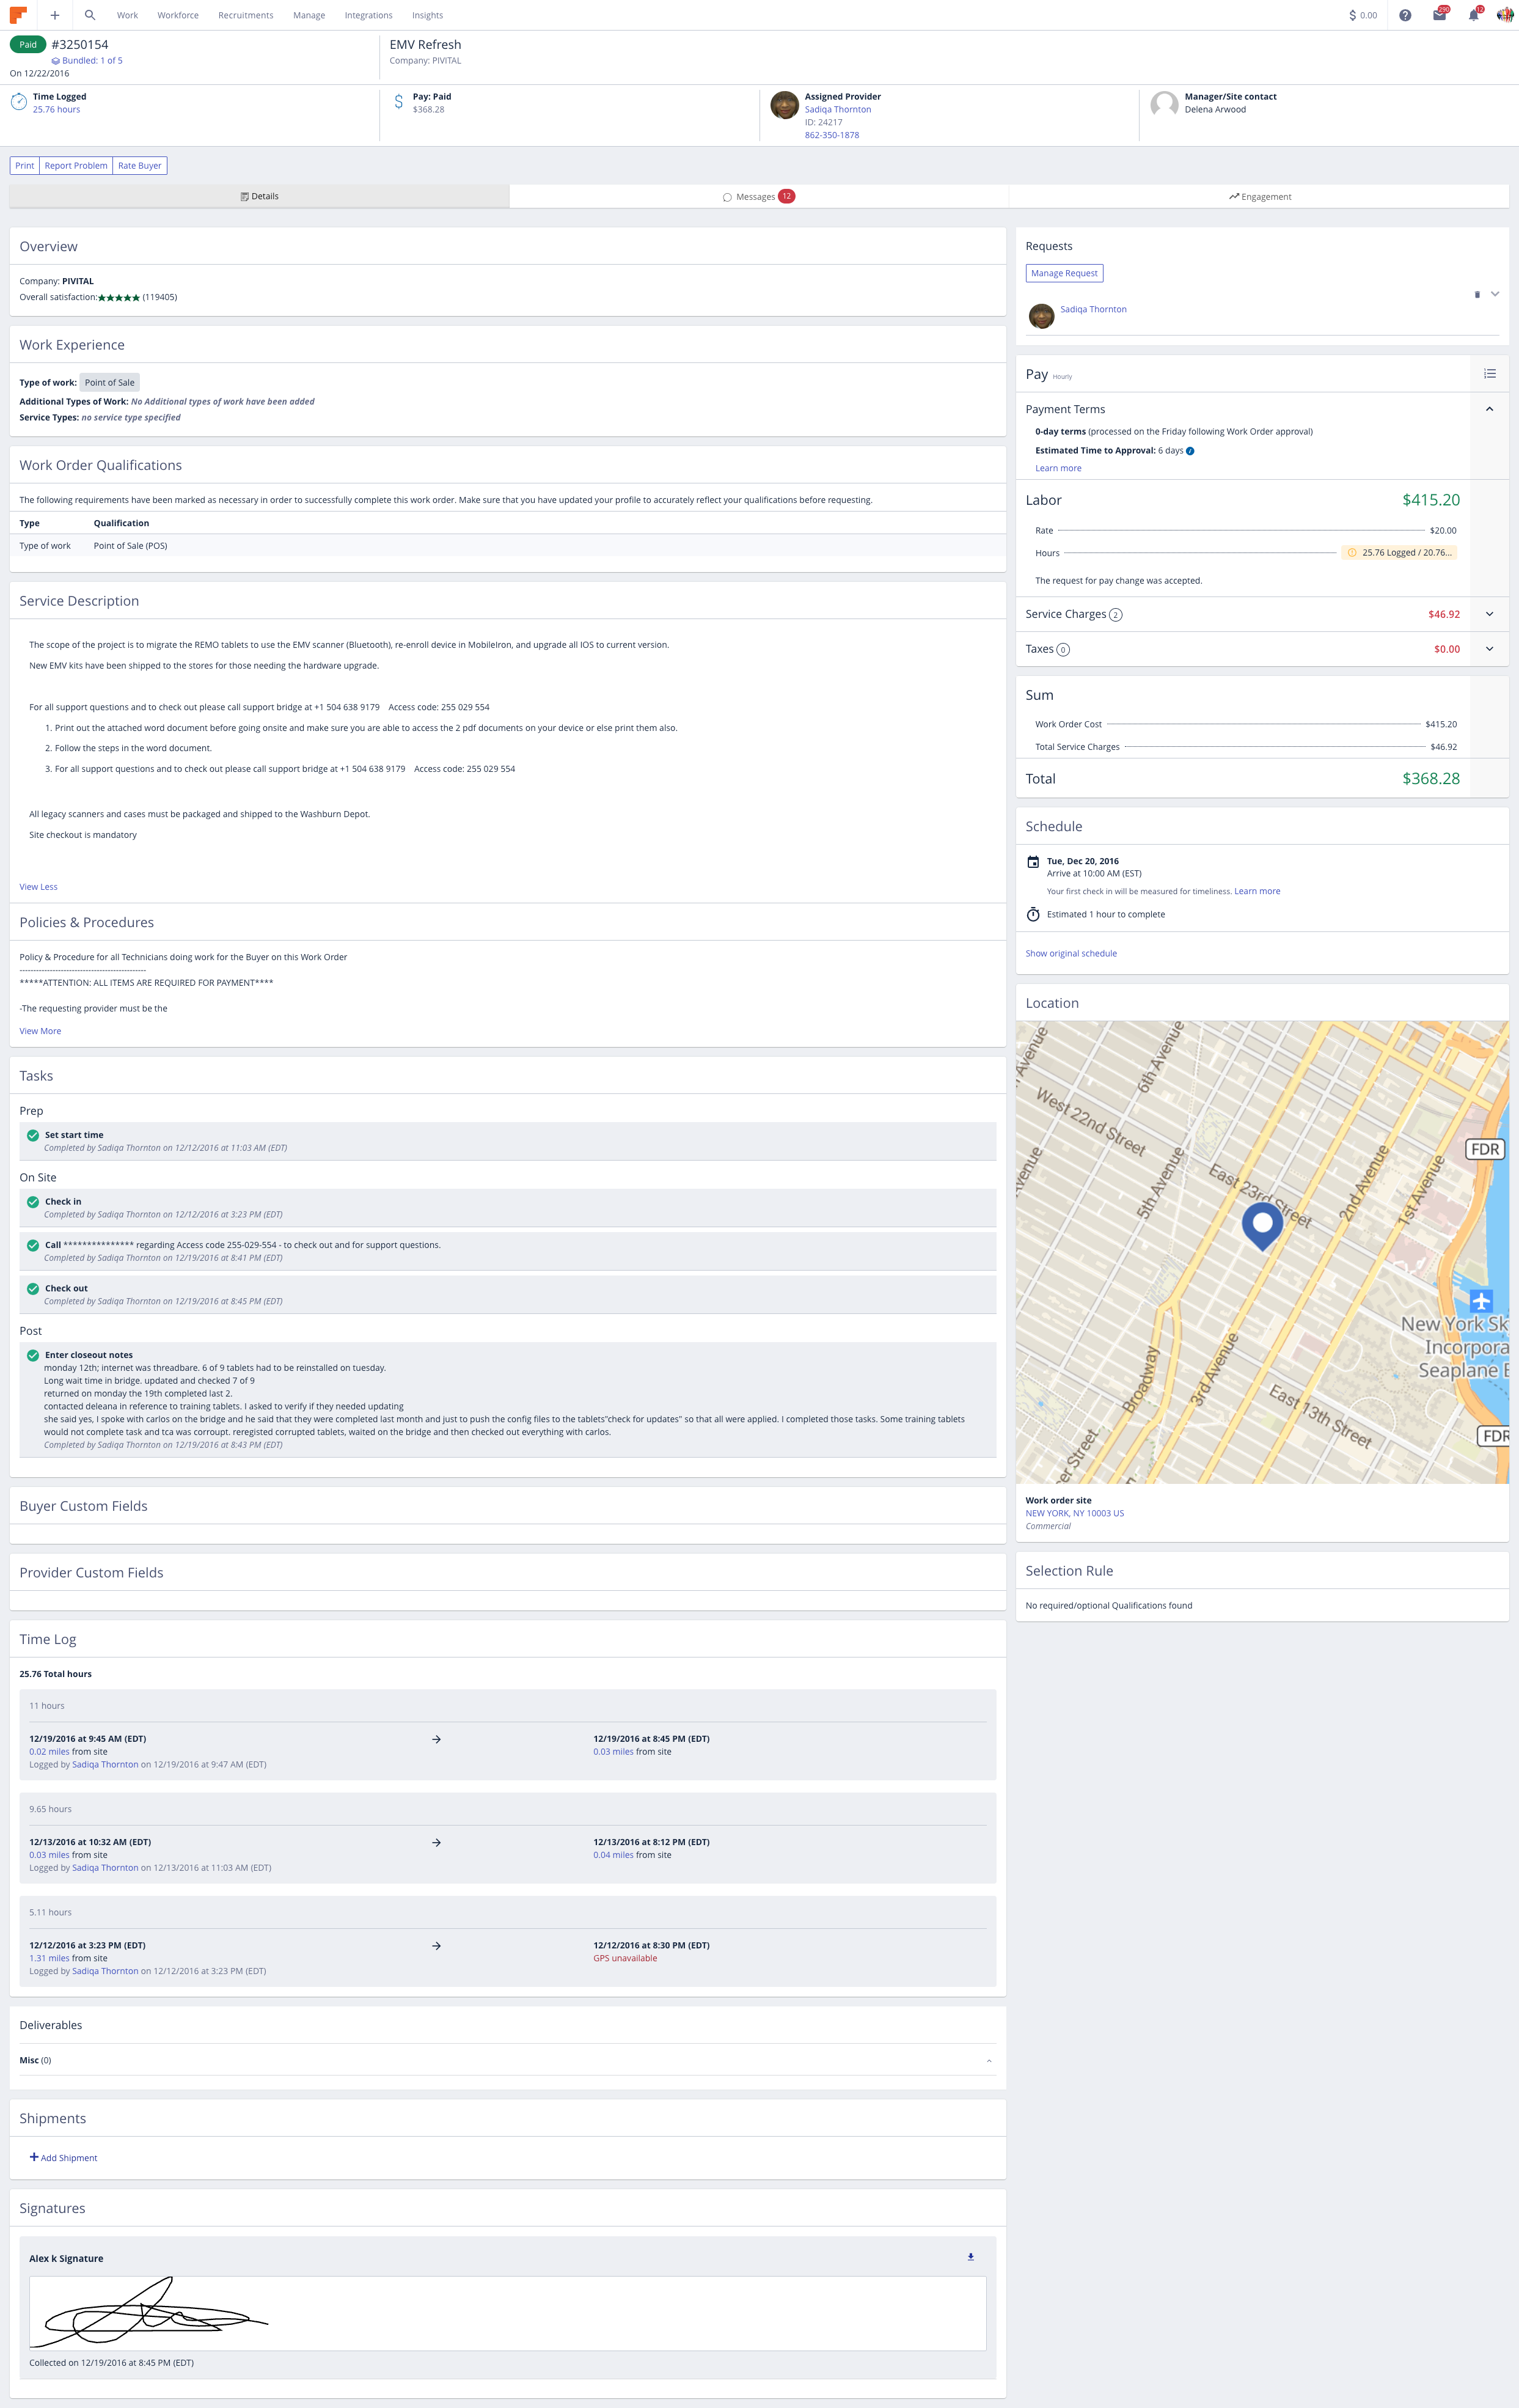 Work Workforce Recruitments Manage Integrations Insights
0.00
290
12
Paid #3250154
Bundled: 1 of 5
On 12/22/2016
EMV Refresh
Company: PIVITAL
Time Logged
25.76 hours
Pay: Paid
$368.28
Assigned Provider
Sadiqa Thornton
ID: 24217
862-350-1878
Manager/Site contact
Delena Arwood
Print Report Problem Rate Buyer
Details
Messages 12
Engagement
Overview
Company: PIVITAL
Overall satisfaction:★★★★★ (119405)
Work Experience
Type of work: Point of Sale
Additional Types of Work: No Additional types of work have been added
Service Types: no service type specified
Work Order Qualifications
The following requirements have been marked as necessary in order to successfully complete this work order. Make sure that you have updated your profile to accurately reflect your qualifications before requesting.
Type Qualification
Type of work Point of Sale (POS)
Service Description
The scope of the project is to migrate the REMO tablets to use the EMV scanner (Bluetooth), re-enroll device in MobileIron, and upgrade all IOS to current version.
New EMV kits have been shipped to the stores for those needing the hardware upgrade.
For all support questions and to check out please call support bridge at +1 504 638 9179 Access code: 255 029 554
1. Print out the attached word document before going onsite and make sure you are able to access the 2 pdf documents on your device or else print them also.
2. Follow the steps in the word document.
3. For all support questions and to check out please call support bridge at +1 504 638 9179 Access code: 255 029 554
All legacy scanners and cases must be packaged and shipped to the Washburn Depot.
Site checkout is mandatory
View Less
Policies & Procedures
Policy & Procedure for all Technicians doing work for the Buyer on this Work Order
----------------------------------------------
*****ATTENTION: ALL ITEMS ARE REQUIRED FOR PAYMENT****
-The requesting provider must be the
View More
Tasks
Prep
Set start time
Completed by Sadiqa Thornton on 12/12/2016 at 11:03 AM (EDT)
On Site
Check in
Completed by Sadiqa Thornton on 12/12/2016 at 3:23 PM (EDT)
Call *************** regarding Access code 255-029-554 - to check out and for support questions.
Completed by Sadiqa Thornton on 12/19/2016 at 8:41 PM (EDT)
Check out
Completed by Sadiqa Thornton on 12/19/2016 at 8:45 PM (EDT)
Post
Enter closeout notes
monday 12th; internet was threadbare. 6 of 9 tablets had to be reinstalled on tuesday.
Long wait time in bridge. updated and checked 7 of 9
returned on monday the 19th completed last 2.
contacted deleana in reference to training tablets. I asked to verify if they needed updating
she said yes, I spoke with carlos on the bridge and he said that they were completed last month and just to push the config files to the tablets"check for updates" so that all were applied. I completed those tasks. Some training tablets
would not complete task and tca was corroupt. reregisted corrupted tablets, waited on the bridge and then checked out everything with carlos.
Completed by Sadiqa Thornton on 12/19/2016 at 8:43 PM (EDT)
Buyer Custom Fields
Provider Custom Fields
Time Log
25.76 Total hours
11 hours
12/19/2016 at 9:45 AM (EDT) 12/19/2016 at 8:45 PM (EDT)
0.02 miles from site 0.03 miles from site
Logged by Sadiqa Thornton on 12/19/2016 at 9:47 AM (EDT)
9.65 hours
12/13/2016 at 10:32 AM (EDT) 12/13/2016 at 8:12 PM (EDT)
0.03 miles from site 0.04 miles from site
Logged by Sadiqa Thornton on 12/13/2016 at 11:03 AM (EDT)
5.11 hours
12/12/2016 at 3:23 PM (EDT) 12/12/2016 at 8:30 PM (EDT)
1.31 miles from site GPS unavailable
Logged by Sadiqa Thornton on 12/12/2016 at 3:23 PM (EDT)
Deliverables
Misc (0)
Shipments
Add Shipment
Signatures
Alex k Signature
Collected on 12/19/2016 at 8:45 PM (EDT)
Requests
Manage Request
Sadiqa Thornton
Pay Hourly
Payment Terms
0-day terms (processed on the Friday following Work Order approval)
Estimated Time to Approval: 6 days
Learn more
Labor $415.20
Rate $20.00
Hours 25.76 Logged / 20.76...
The request for pay change was accepted.
Service Charges 2 $46.92
Taxes 0 $0.00
Sum
Work Order Cost $415.20
Total Service Charges $46.92
Total $368.28
Schedule
Tue, Dec 20, 2016
Arrive at 10:00 AM (EST)
Your first check in will be measured for timeliness. Learn more
Estimated 1 hour to complete
Show original schedule
Location
Avenue
6th Avenue
West 22nd Street
FDR
East 23rd Street
5th Avenue
2nd Avenue
1st Avenue
venue
New York Sk
Incorpora
Seaplane B
Broadway
3rd Avenue
East 13th Street
FDR
er Street
Work order site
NEW YORK, NY 10003 US
Commercial
Selection Rule
No required/optional Qualifications found